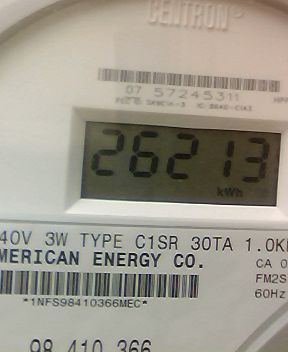 CENTRON®
07 57245311
26213
kWh
40V 3W TYPE C1SR 30TA 1.0K
MERICAN ENERGY CO.
CA 0
FM2S
60Hz
*1NFS98410366MEC*
98 410 366